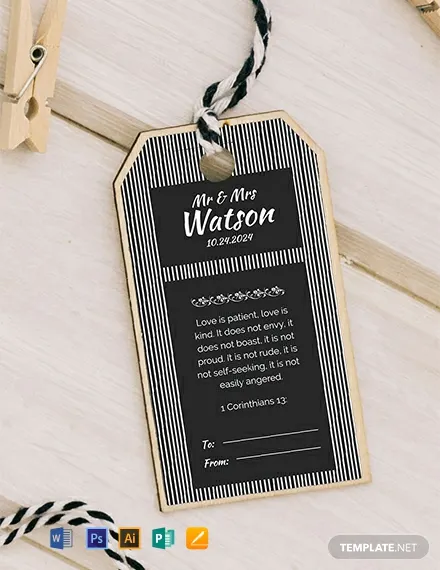 Mr & Mrs
Watson
10.24.2024
Love is patient, love is
kind. It does not envy, it
does not boast, it is not
proud. it is not rude, it is
not self-seeking, it is not
easily angered.
1 Corinthians 13:
To:
From:
W
Ps
Ai
P
TEMPLATE.NET